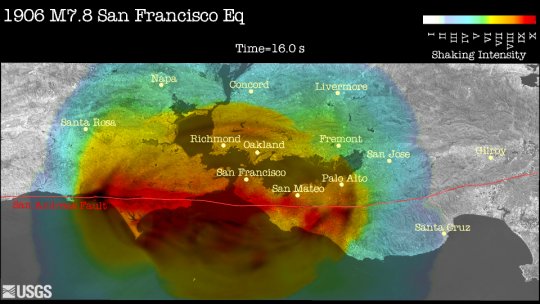 1906 M7.8 San Francisco Eq
Time=16.0 s
I II III IV V VI VII VIII IX X
Shaking Intensity
Napa
Concord
Livermore
Santa Rosa
Richmond
Oakland
Fremont
San Jose
Gilroy
San Francisco
Palo Alto
San Mateo
San Andreas Fault
Santa Cruz
USGS